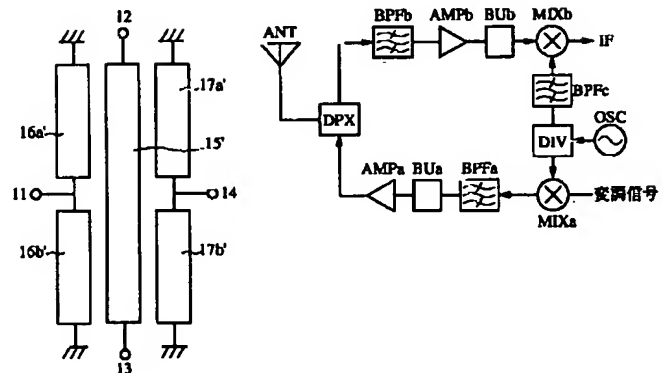 12
17a'
16a'
15'
11
14
16b'
17b'
13
ANT
BPFb
AMPb
BUb
MIXb
IF
BPFc
OSC
DPX
DIV
AMPa
BUa
BPFa
MIXa
変調信号